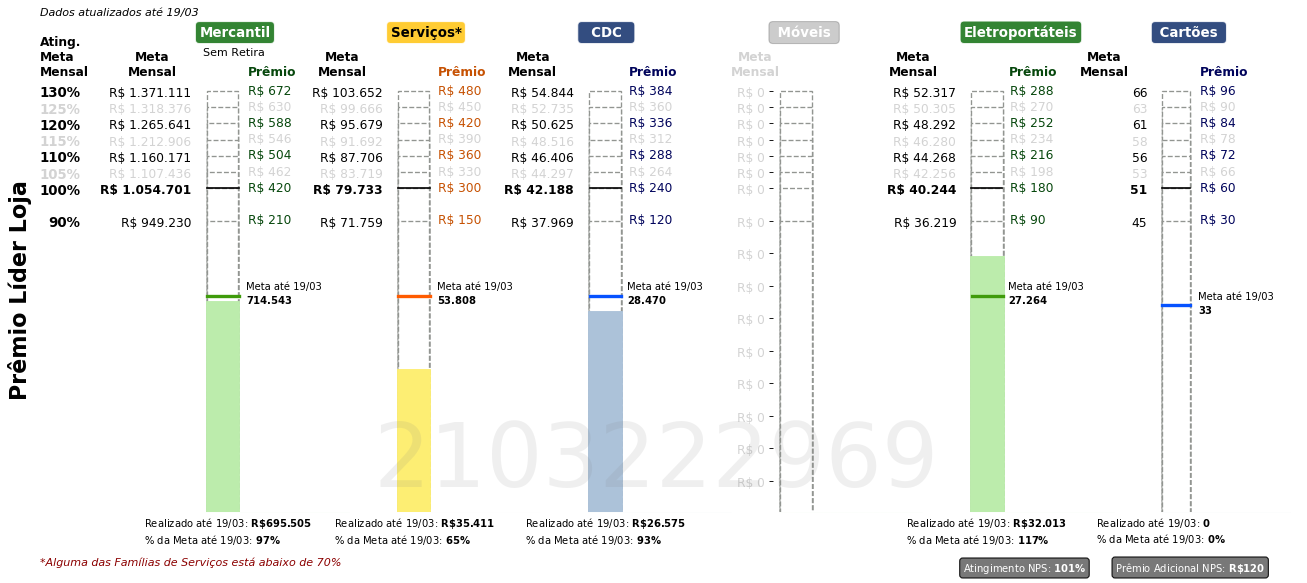 Dados atualizados até 19/03
Mercantil Serviços* CDC Móveis Eletroportáteis Cartões
Sem Retira
Ating. Meta Mensal
Meta Mensal Prêmio Meta Mensal Prêmio Meta Mensal Prêmio Meta Mensal Meta Mensal Prêmio Meta Mensal Prêmio
130% R$ 1.371.111 R$ 672 R$ 103.652 R$ 480 R$ 54.844 R$ 384 R$ 0 R$ 52.317 R$ 288 66 R$ 96
125% R$ 1.318.376 R$ 630 R$ 99.666 R$ 450 R$ 52.735 R$ 360 R$ 0 R$ 50.305 R$ 270 63 R$ 90
120% R$ 1.265.641 R$ 588 R$ 95.679 R$ 420 R$ 50.625 R$ 336 R$ 0 R$ 48.292 R$ 252 61 R$ 84
115% R$ 1.212.906 R$ 546 R$ 91.692 R$ 390 R$ 48.516 R$ 312 R$ 0 R$ 46.280 R$ 234 58 R$ 78
110% R$ 1.160.171 R$ 504 R$ 87.706 R$ 360 R$ 46.406 R$ 288 R$ 0 R$ 44.268 R$ 216 56 R$ 72
105% R$ 1.107.436 R$ 462 R$ 83.719 R$ 330 R$ 44.297 R$ 264 R$ 0 R$ 42.256 R$ 198 53 R$ 66
100% R$ 1.054.701 R$ 420 R$ 79.733 R$ 300 R$ 42.188 R$ 240 R$ 0 R$ 40.244 R$ 180 51 R$ 60
90% R$ 949.230 R$ 210 R$ 71.759 R$ 150 R$ 37.969 R$ 120 R$ 0 R$ 36.219 R$ 90 45 R$ 30
R$ 0
R$ 0
R$ 0
R$ 0
R$ 0
R$ 0
R$ 0
R$ 0
Prêmio Líder Loja
Meta até 19/03 Meta até 19/03 Meta até 19/03 Meta até 19/03 Meta até 19/03
714.543 53.808 28.470 27.264 33
2103222969
Realizado até 19/03: R$695.505 Realizado até 19/03: R$35.411 Realizado até 19/03: R$26.575 Realizado até 19/03: R$32.013 Realizado até 19/03: 0
% da Meta até 19/03: 97% % da Meta até 19/03: 65% % da Meta até 19/03: 93% % da Meta até 19/03: 117% % da Meta até 19/03: 0%
*Alguma das Famílias de Serviços está abaixo de 70%
Atingimento NPS: 101% Prêmio Adicional NPS: R$120